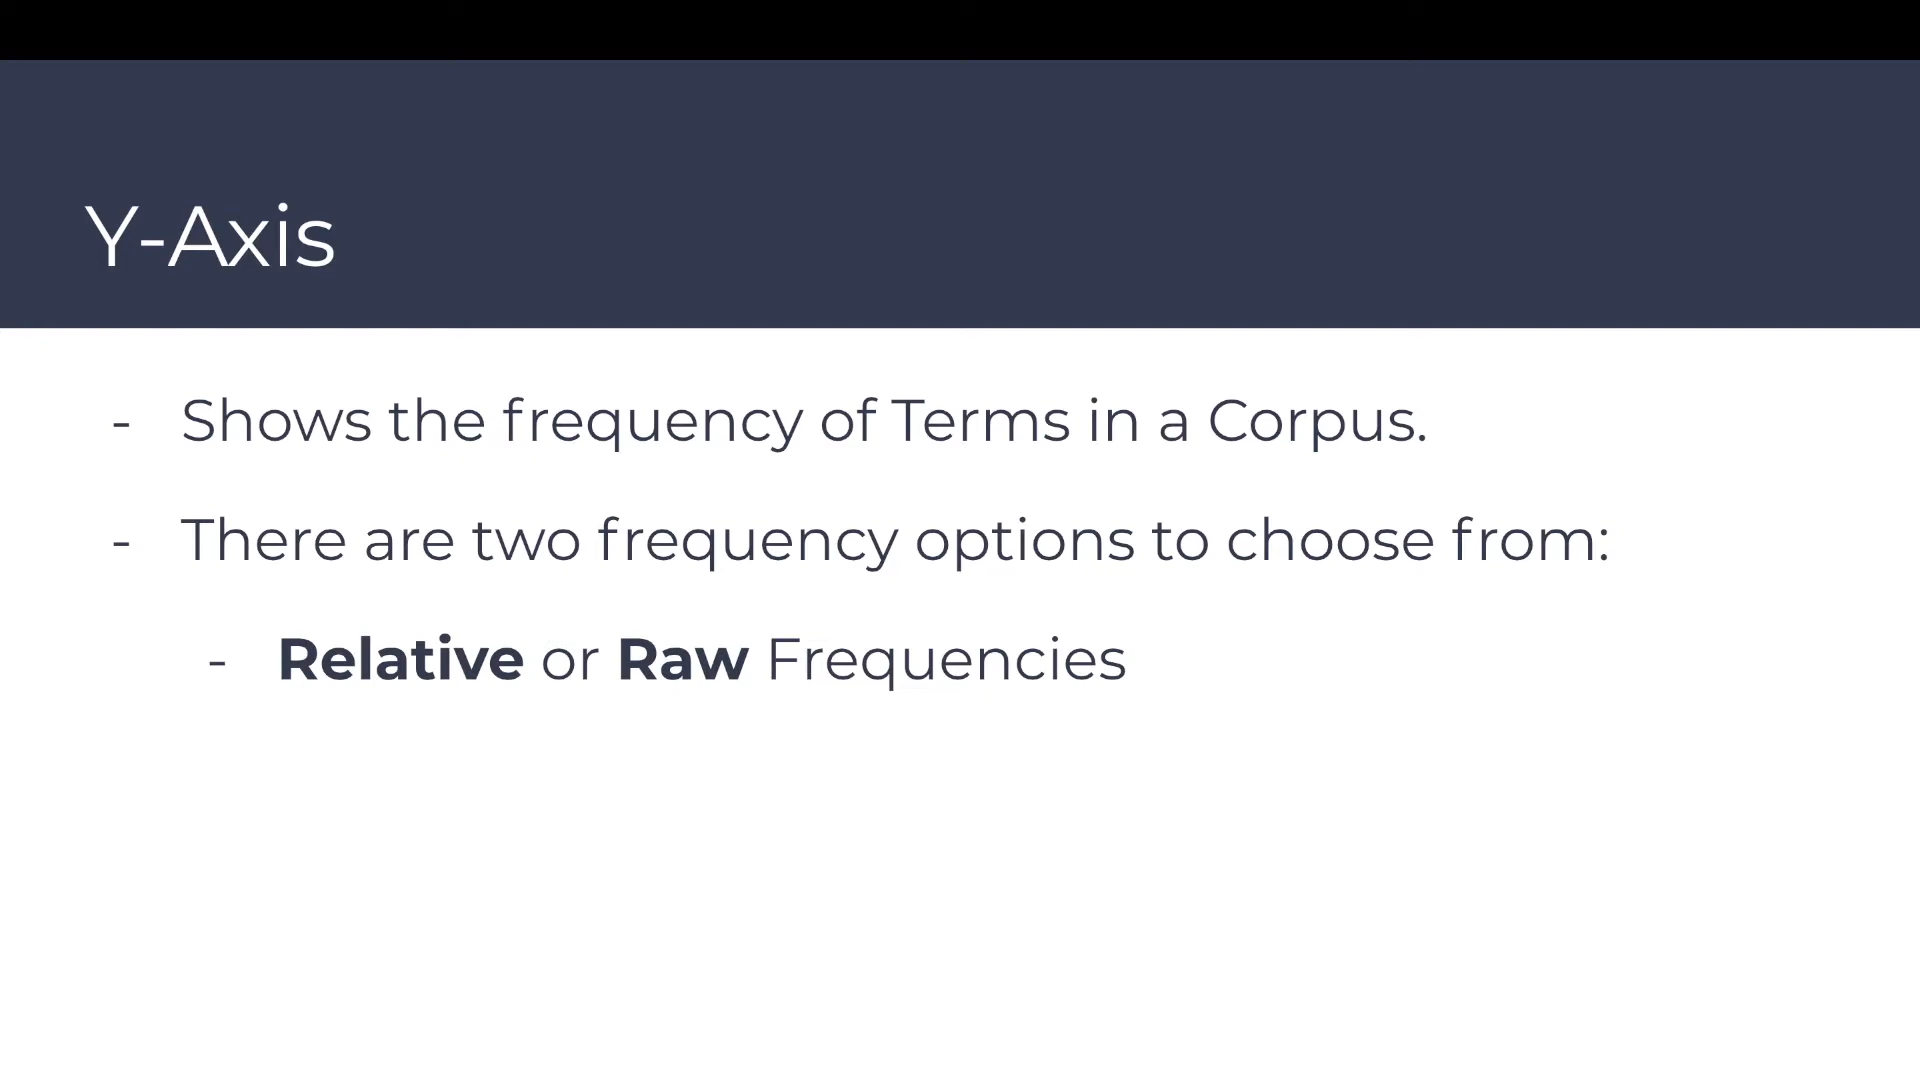 Y-Axis
- Shows the frequency of Terms in a Corpus.
- There are two frequency options to choose from:
- Relative or Raw Frequencies